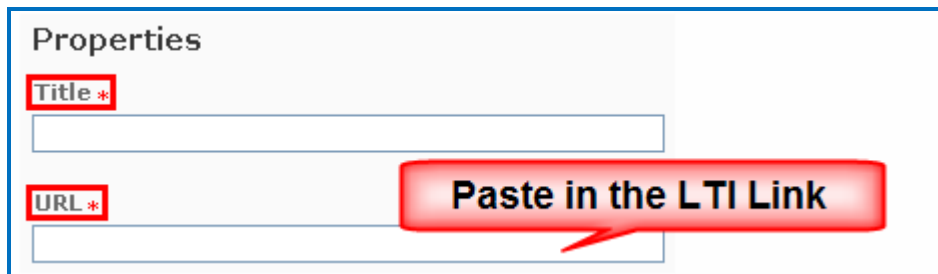 Properties
Title *
URL *
Paste in the LTI Link